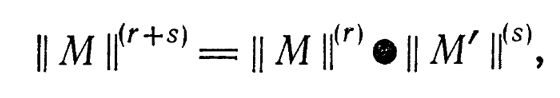 ‖ M ‖^(r+s) = ‖ M ‖^(r) ● ‖ M′ ‖^(s),